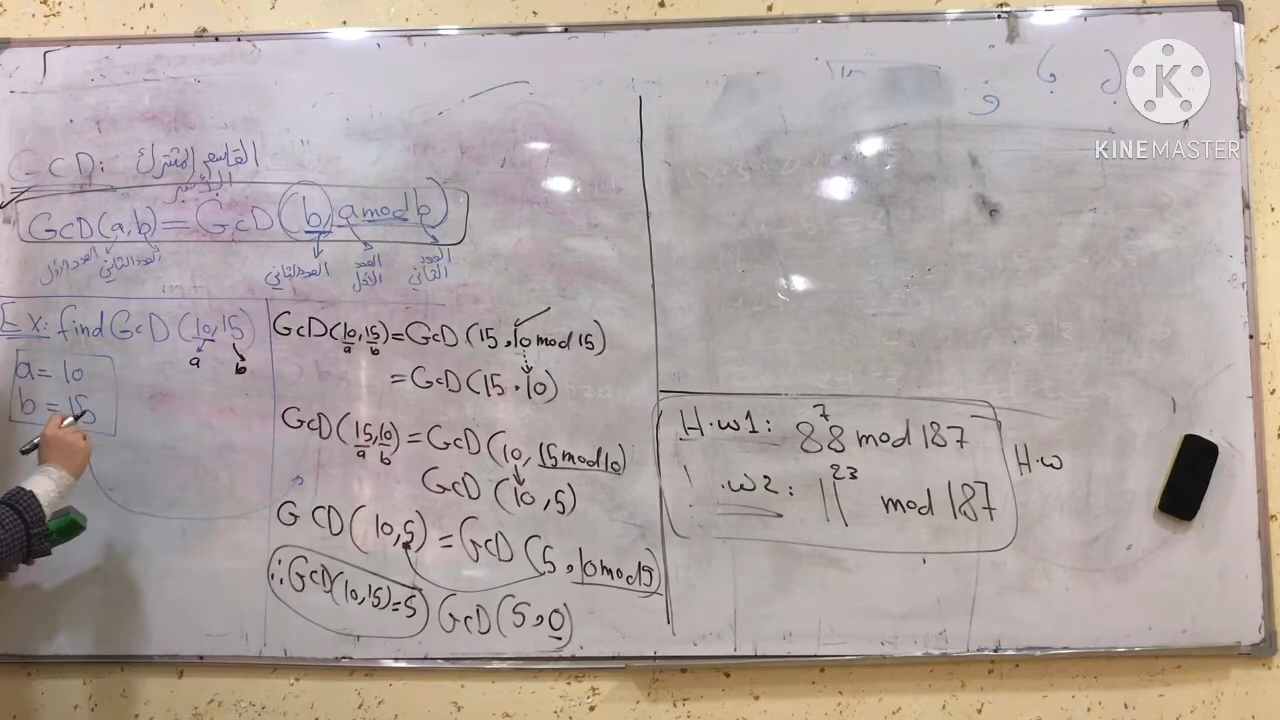 GCD: القاسم المشترك
الأكبر
GCD(a,b)=GCD(b, a mod b)
العدد الأول العدد الثاني العدد الثاني العدد الأول العدد الثاني
Ex: find GCD(10,15)
a b
a = 10
b = 15
GCD(10,15)=GCD(15,10 mod 15)
a b
=GCD(15,10)
GCD(15,10)=GCD(10,15 mod 10)
a b
GCD(10,5)
GCD(10,5)=GCD(5,10 mod 5)
∴GCD(10,15)=5 GCD(5,0)
H.w1: 88^7 mod 187
.w2: 11^23 mod 187
H.w
K
KINEMASTER